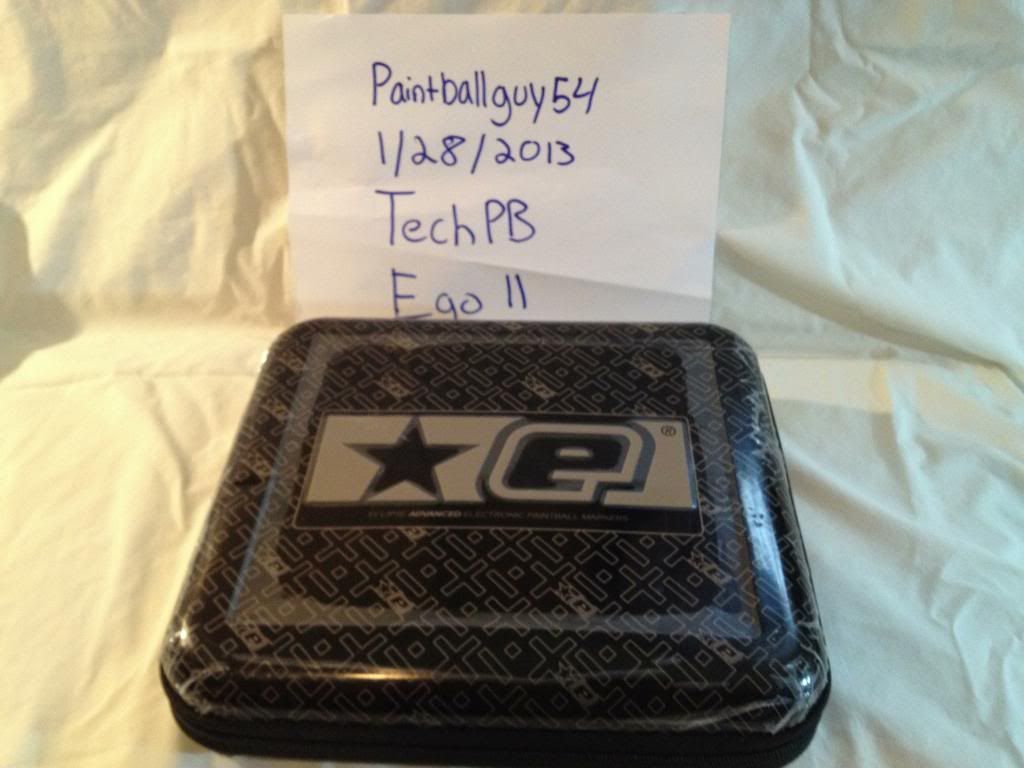 Paintballguy54
1/28/2013
TechPB
Ego 11
e ®
ECLIPSE ADVANCED ELECTRONIC PAINTBALL MARKERS